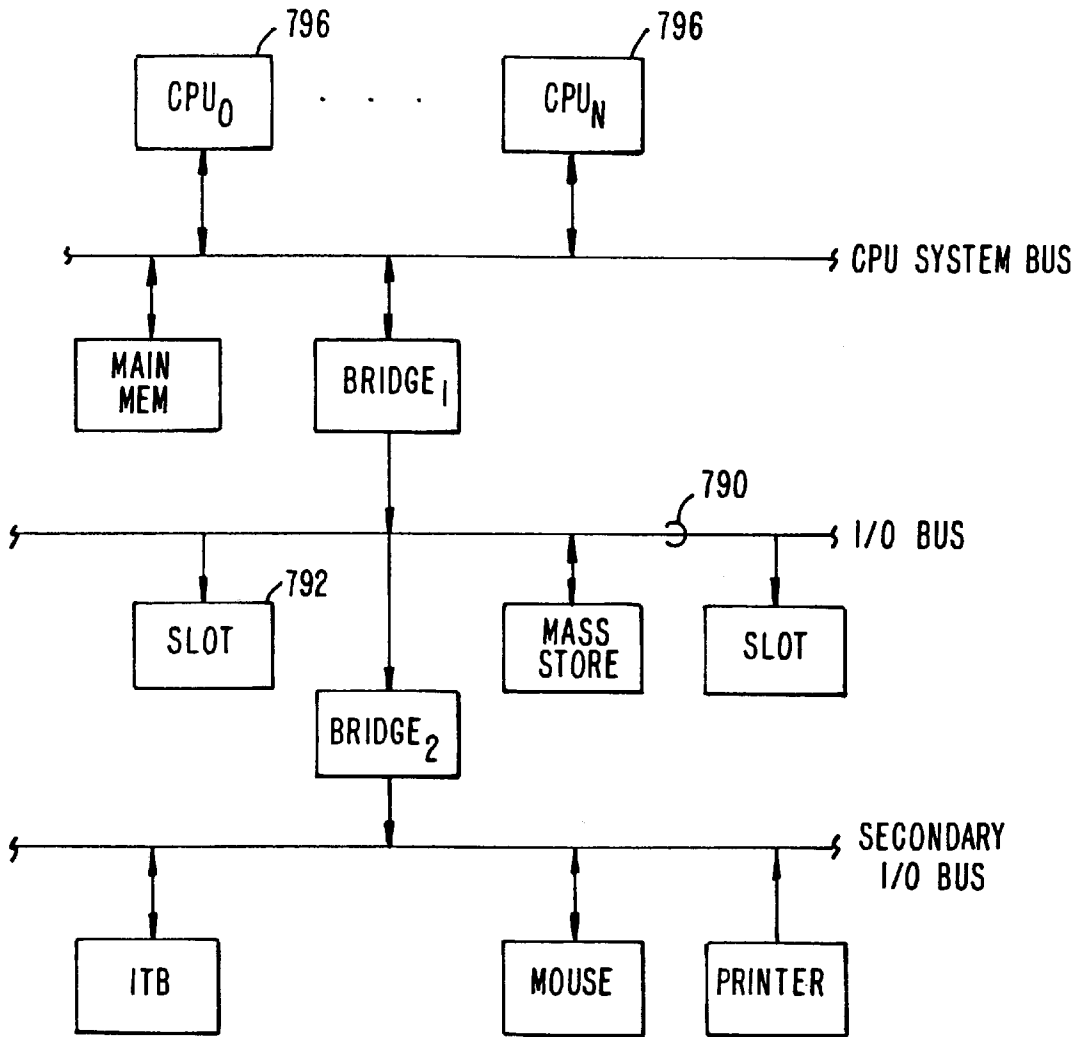 796
796
CPU0
. . .
CPUN
CPU SYSTEM BUS
MAIN
MEM
BRIDGE1
790
I/O BUS
792
SLOT
MASS
STORE
SLOT
BRIDGE2
SECONDARY
I/O BUS
ITB
MOUSE
PRINTER